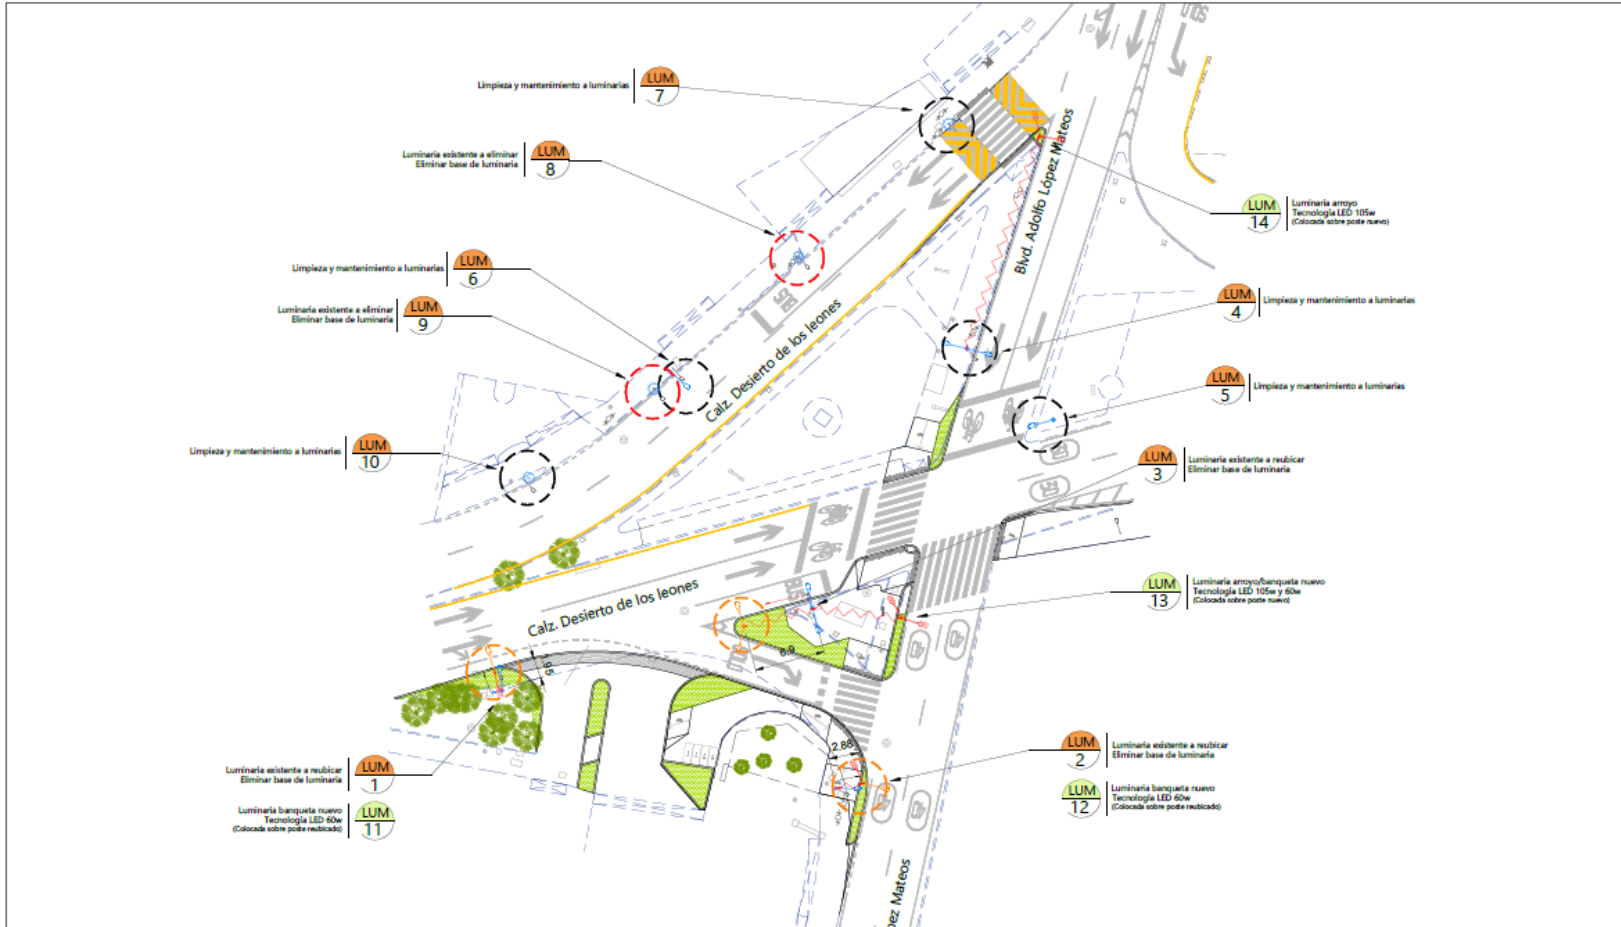 Limpieza y mantenimiento a luminarias
LUM
7
Luminaria existente a eliminar
Eliminar base de luminaria
LUM
8
Limpieza y mantenimiento a luminarias
LUM
6
Luminaria existente a eliminar
Eliminar base de luminaria
LUM
9
Limpieza y mantenimiento a luminarias
LUM
10
LUM
14
Luminaria arroyo
Tecnología LED 105w
(Colocada sobre poste nuevo)
LUM
4
Limpieza y mantenimiento a luminarias
LUM
5
Limpieza y mantenimiento a luminarias
LUM
3
Luminaria existente a reubicar
Eliminar base de luminaria
LUM
13
Luminaria arroyo/banqueta nuevo
Tecnología LED 105w y 60w
(Colocada sobre poste nuevo)
Blvd. Adolfo López Mateos
Calz. Desierto de los leones
Calz. Desierto de los leones
6.9
1.95
2.88
Luminaria existente a reubicar
Eliminar base de luminaria
LUM
1
Luminaria banqueta nuevo
Tecnología LED 60w
(Colocada sobre poste reubicado)
LUM
11
LUM
2
Luminaria existente a reubicar
Eliminar base de luminaria
LUM
12
Luminaria banqueta nuevo
Tecnología LED 60w
(Colocada sobre poste reubicado)
pez Mateos